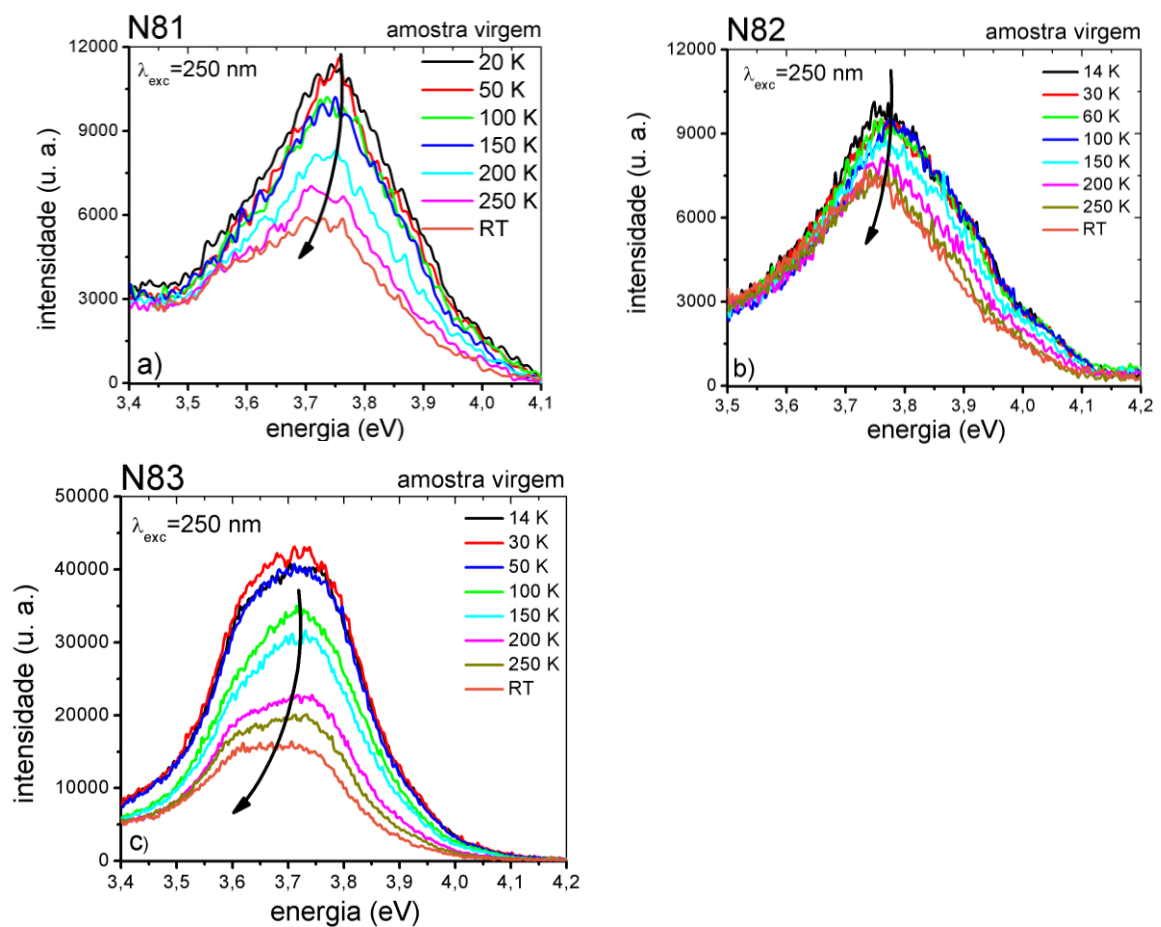 N81
amostra virgem
λexc=250 nm
20 K
50 K
100 K
150 K
200 K
250 K
RT
12000
9000
6000
3000
0
intensidade (u. a.)
a)
3,4 3,5 3,6 3,7 3,8 3,9 4,0 4,1
energia (eV)
N82
amostra virgem
λexc=250 nm
14 K
30 K
60 K
100 K
150 K
200 K
250 K
RT
12000
9000
6000
3000
0
intensidade (u. a.)
b)
3,5 3,6 3,7 3,8 3,9 4,0 4,1 4,2
energia (eV)
N83
amostra virgem
λexc=250 nm
14 K
30 K
50 K
100 K
150 K
200 K
250 K
RT
50000
40000
30000
20000
10000
0
intensidade (u. a.)
c)
3,4 3,5 3,6 3,7 3,8 3,9 4,0 4,1 4,2
energia (eV)